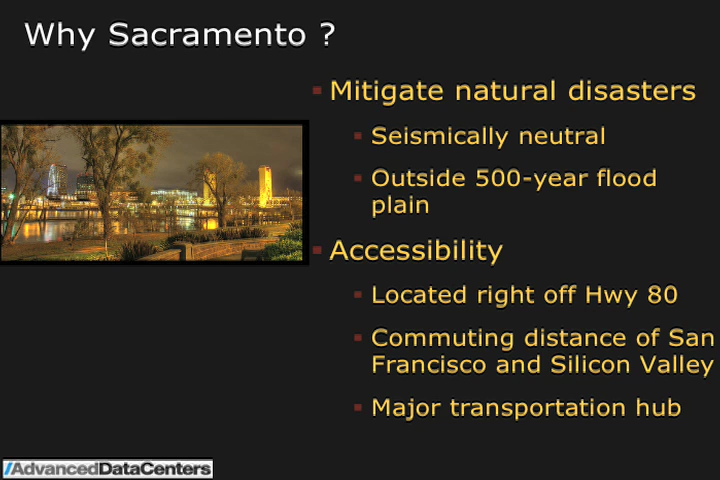 Why Sacramento ?
Mitigate natural disasters
Seismically neutral
Outside 500-year flood
plain
Accessibility
Located right off Hwy 80
Commuting distance of San
Francisco and Silicon Valley
Major transportation hub
/AdvancedDataCenters